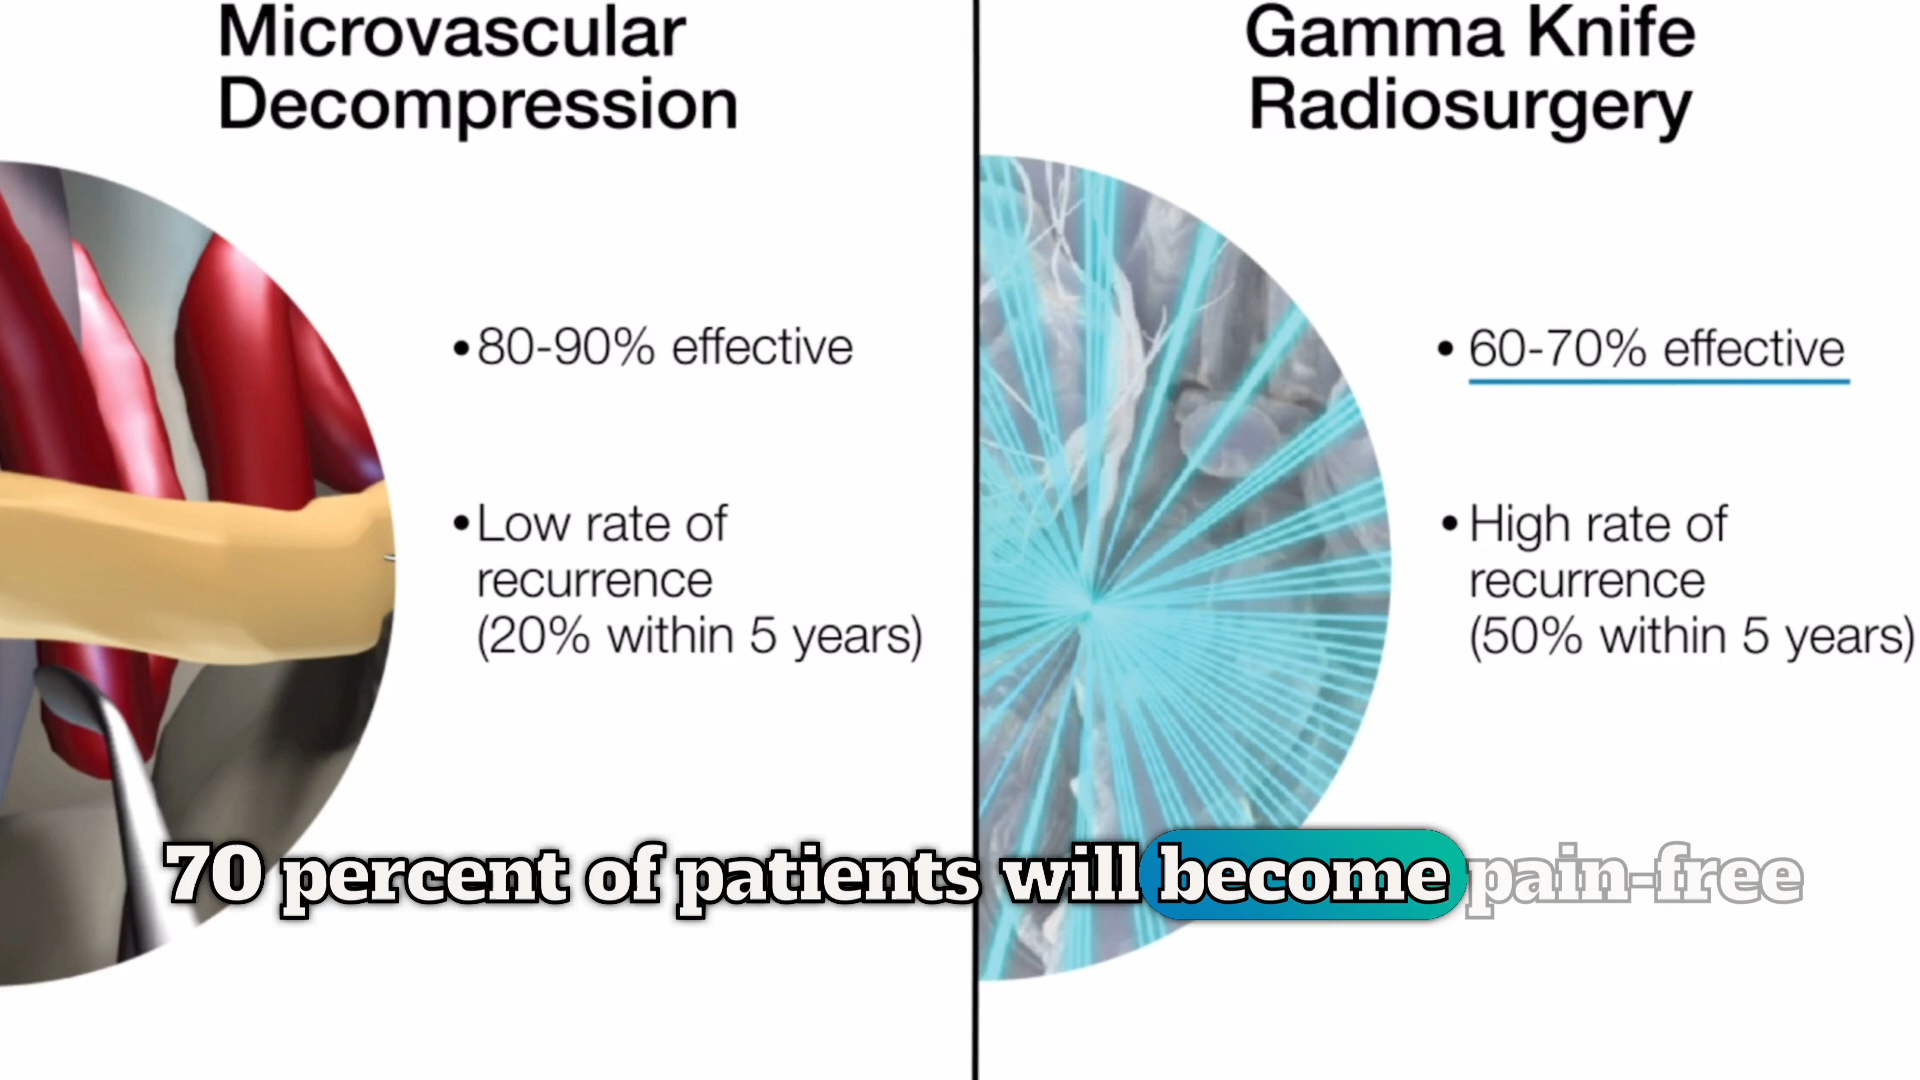 Microvascular
Decompression
•80-90% effective
•Low rate of
recurrence
(20% within 5 years)
Gamma Knife
Radiosurgery
• 60-70% effective
• High rate of
recurrence
(50% within 5 years)
70 percent of patients will become pain-free